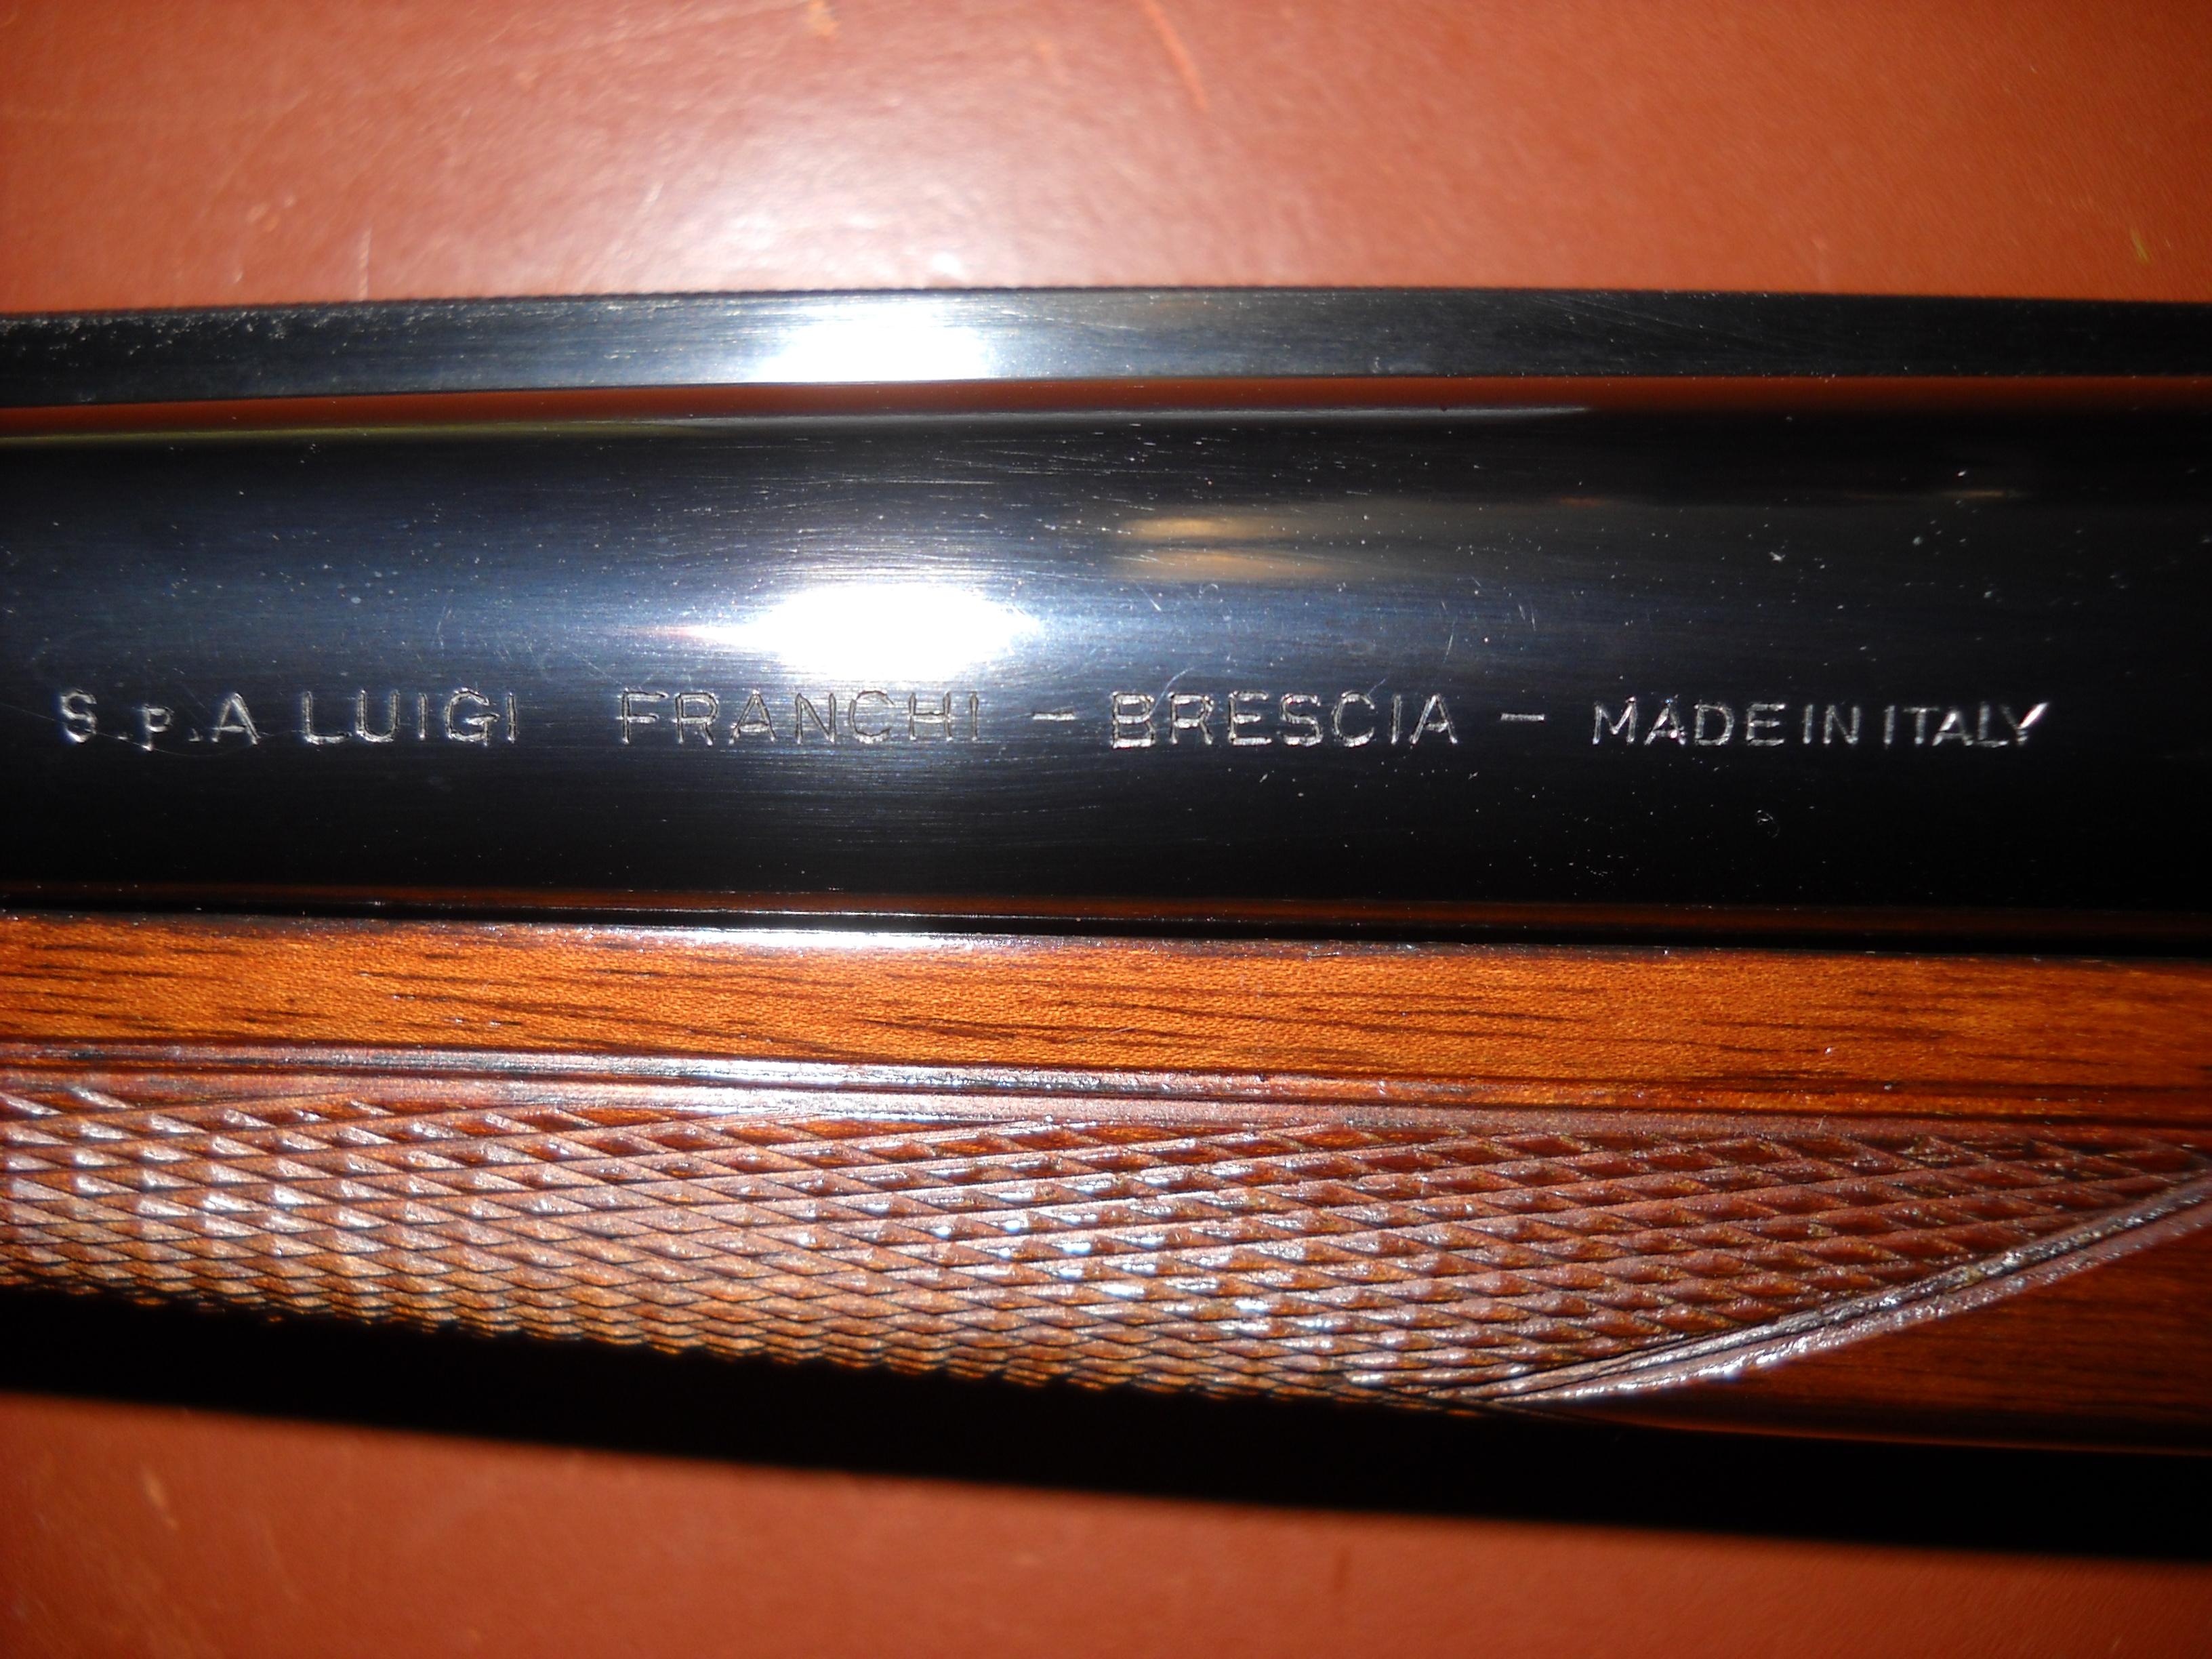 S.p.A LUIGI FRANCHI - BRESCIA - MADE IN ITALY